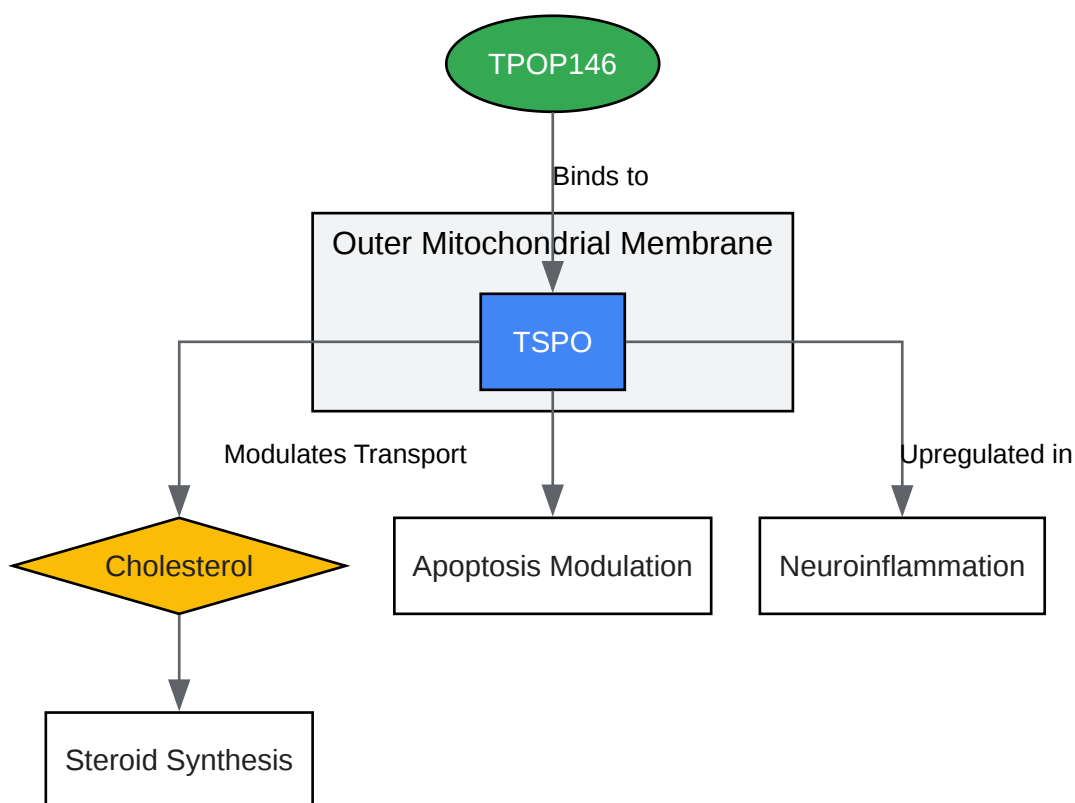 TPOP146
Binds to
Outer Mitochondrial Membrane
TSPO
Modulates Transport
Upregulated in
Cholesterol
Apoptosis Modulation
Neuroinflammation
Steroid Synthesis